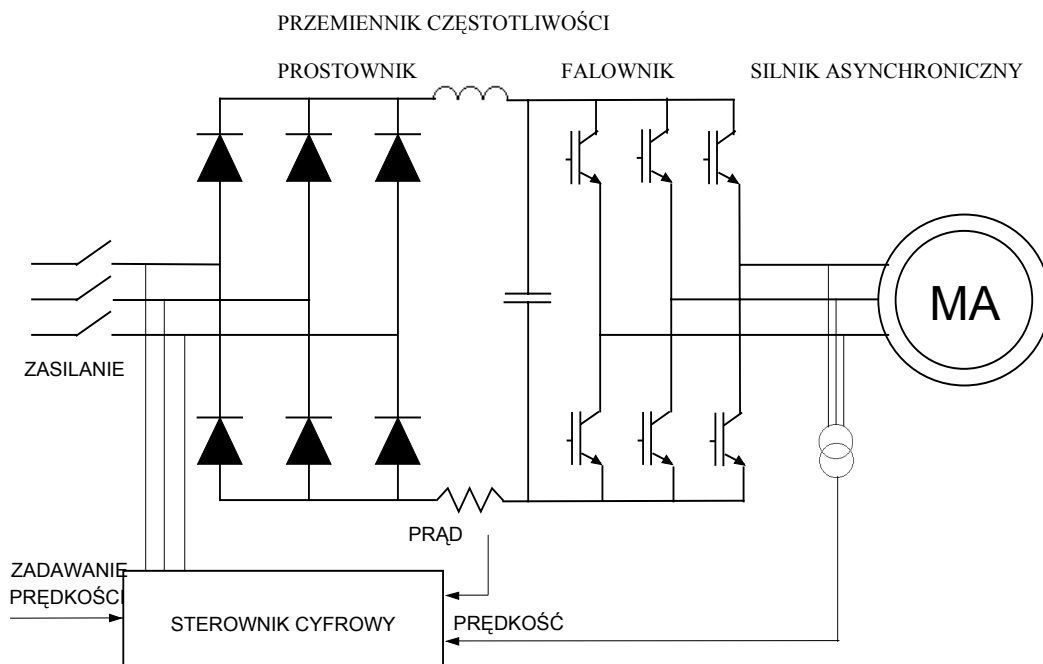 PRZEMIENNIK CZĘSTOTLIWOŚCI
PROSTOWNIK
FALOWNIK
SILNIK ASYNCHRONICZNY
MA
ZASILANIE
PRĄD
ZADAWANIE
PRĘDKOŚCI
STEROWNIK CYFROWY
PRĘDKOŚĆ